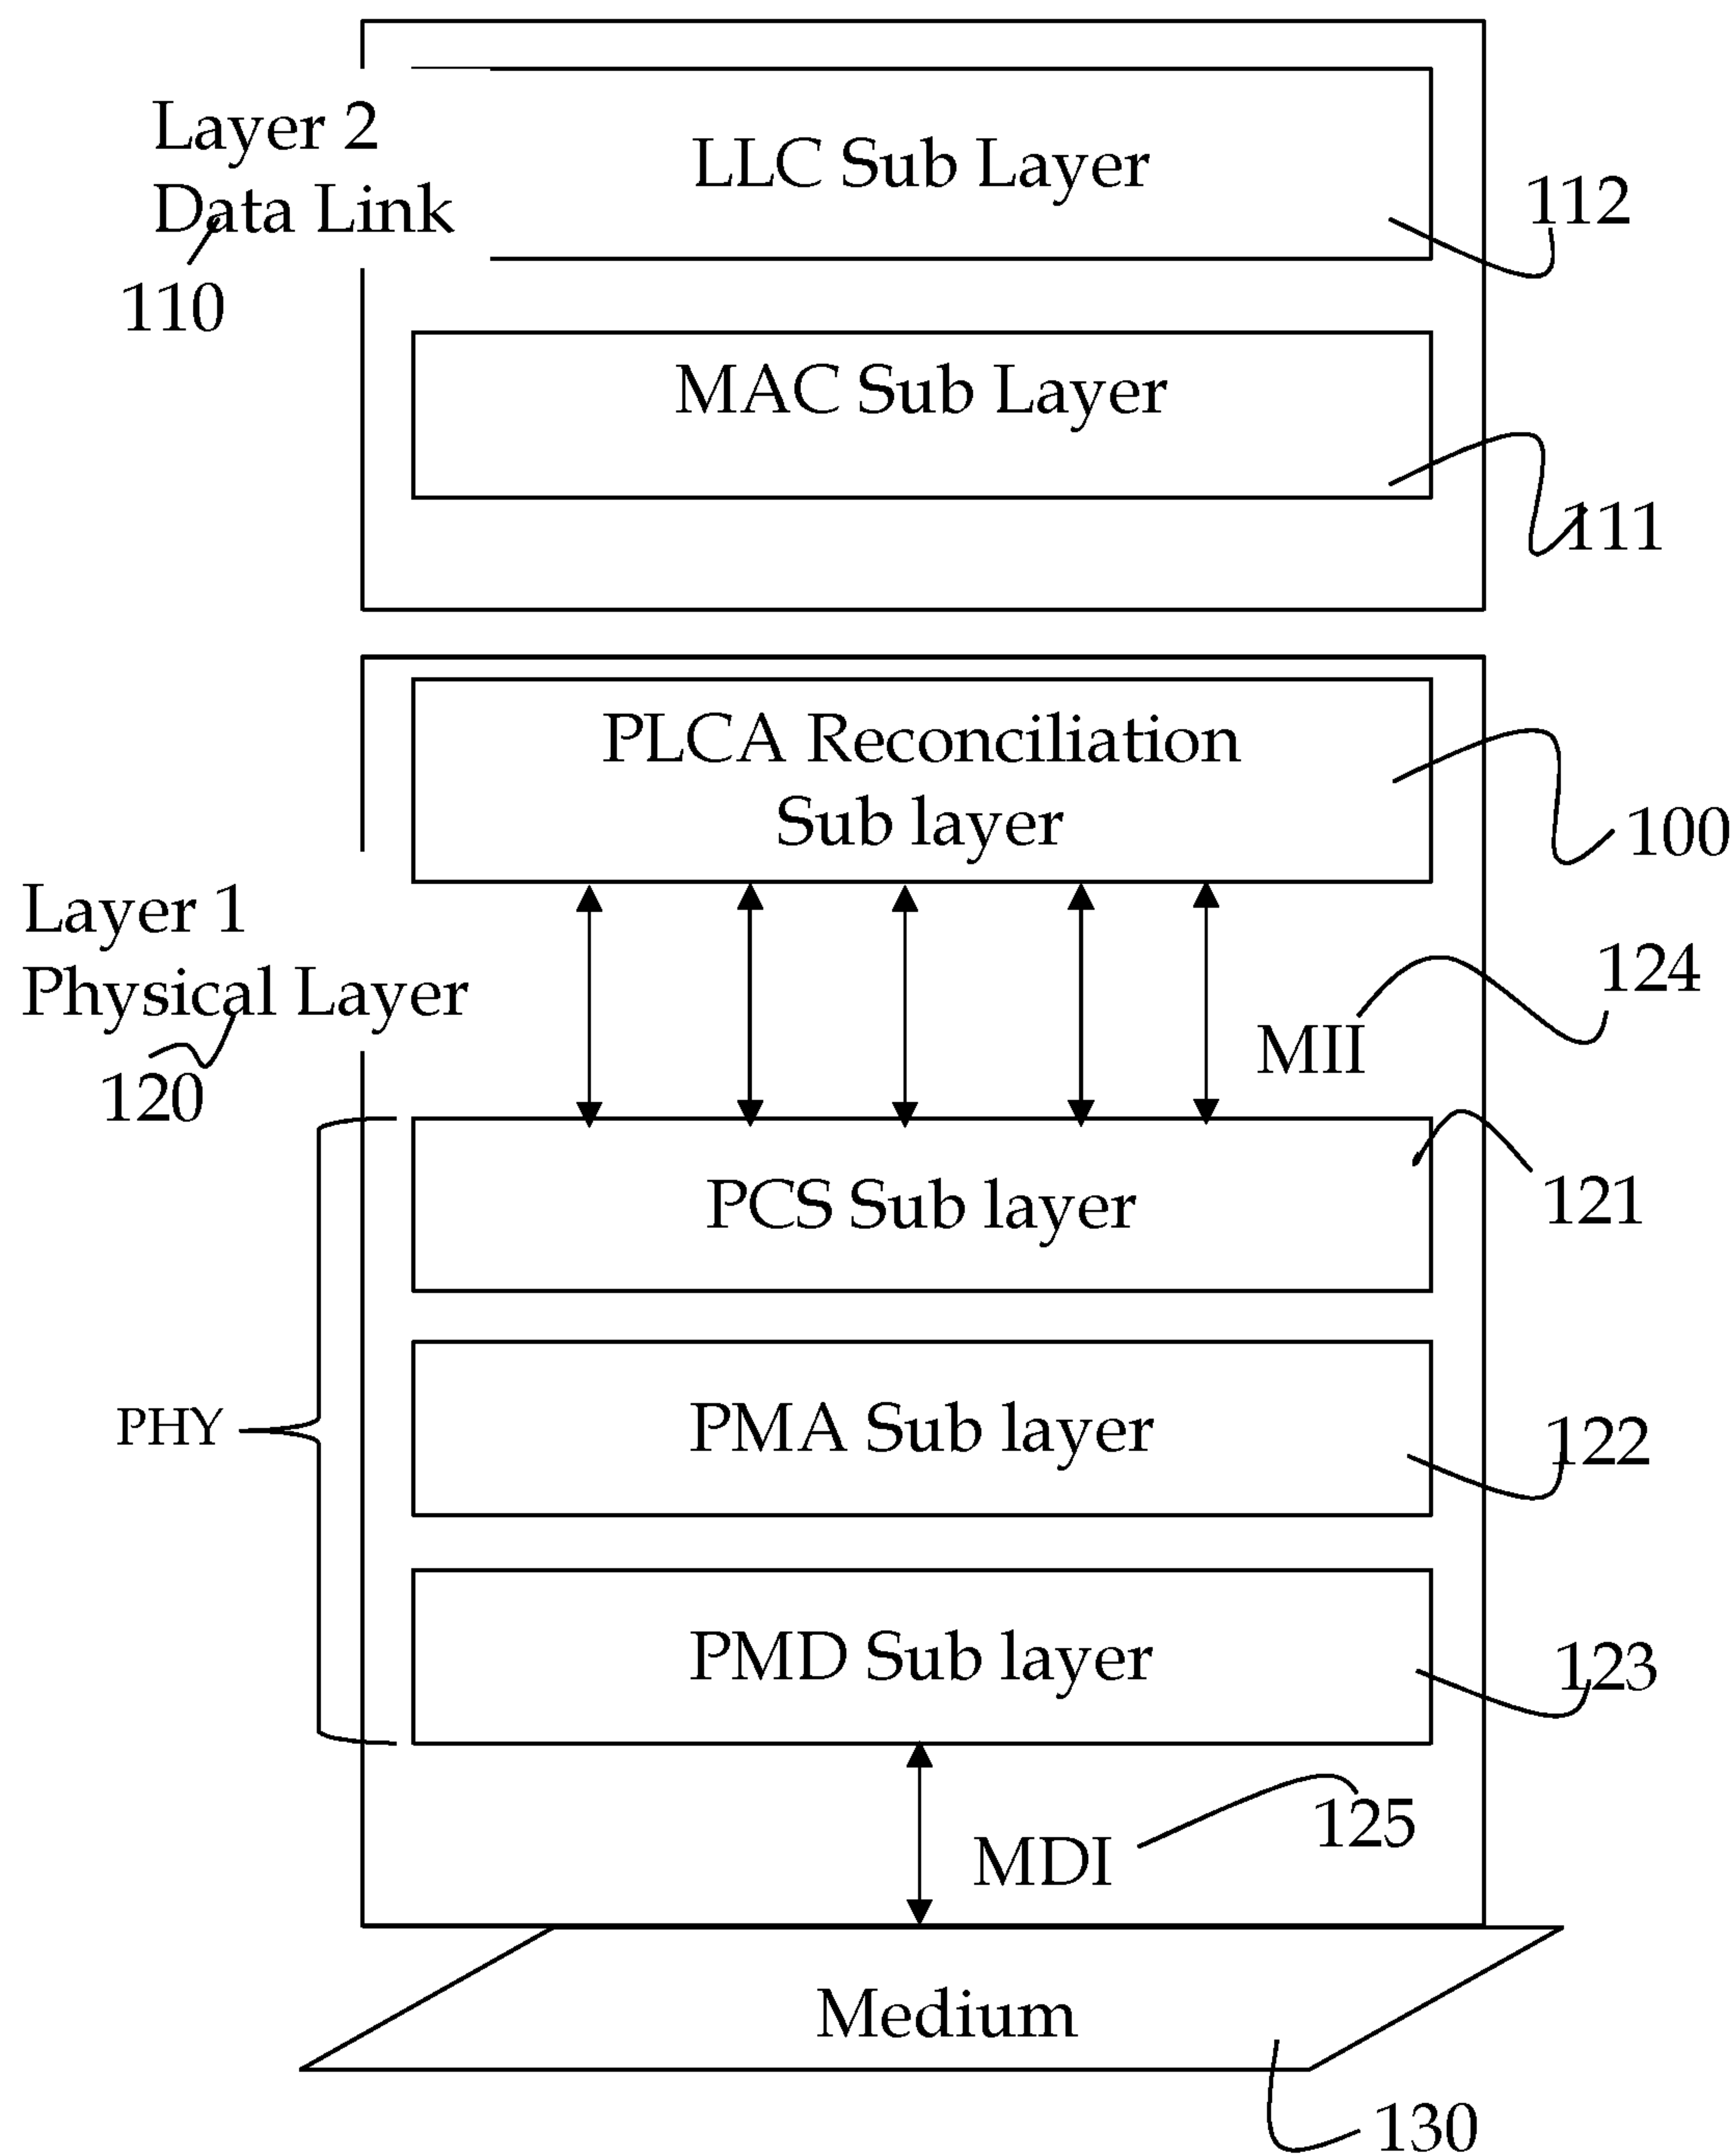 Layer 2
Data Link
110
LLC Sub Layer
112
MAC Sub Layer
111
PLCA Reconciliation
Sub layer
100
Layer 1
Physical Layer
120
124
MII
PCS Sub layer
121
PHY
PMA Sub layer
122
PMD Sub layer
123
125
MDI
Medium
130